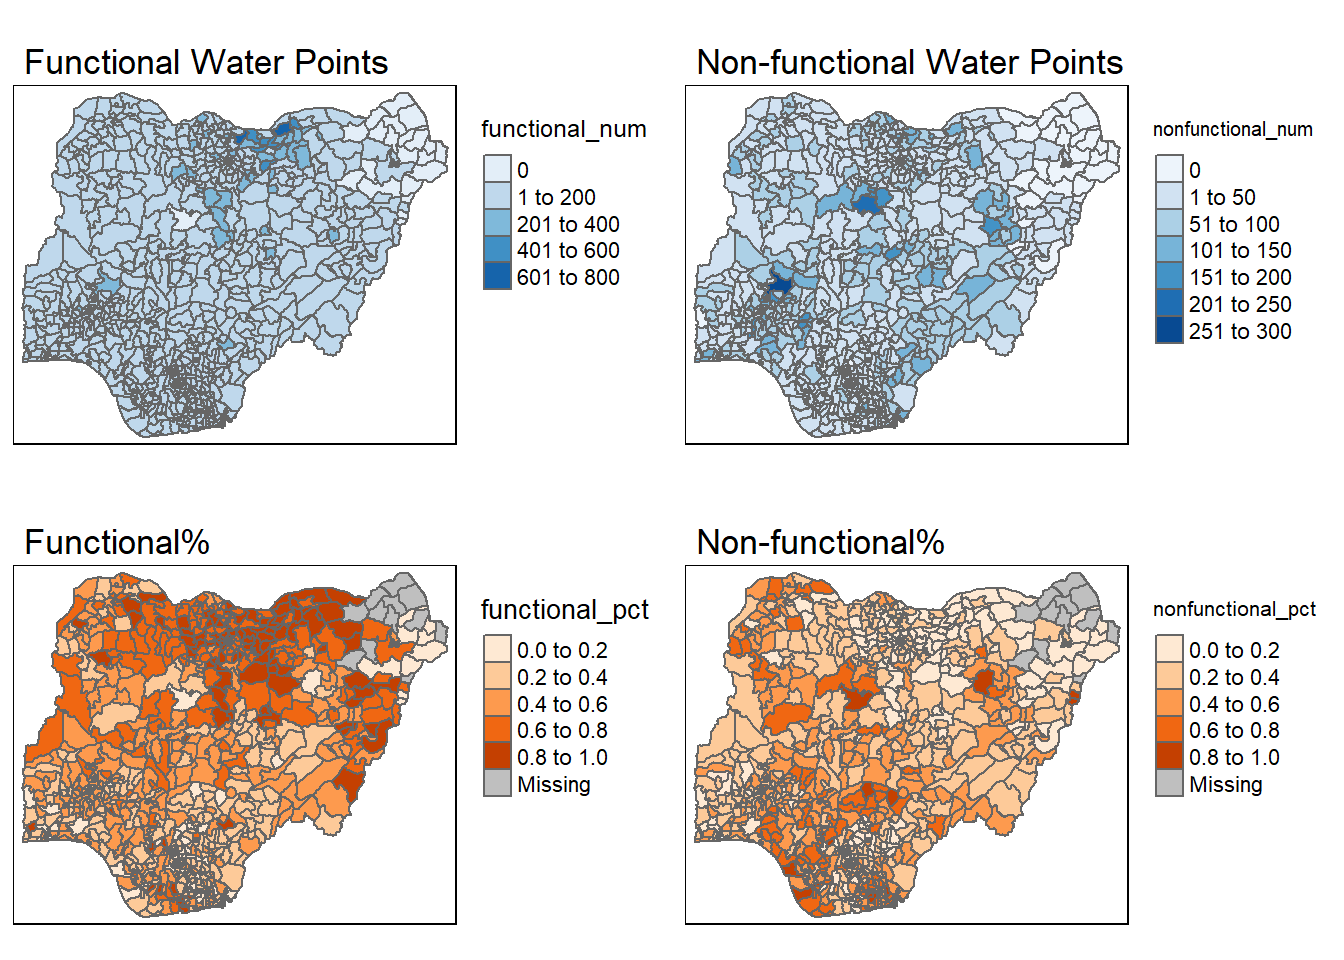 Functional Water Points
functional_num
0
1 to 200
201 to 400
401 to 600
601 to 800
Non-functional Water Points
nonfunctional_num
0
1 to 50
51 to 100
101 to 150
151 to 200
201 to 250
251 to 300
Functional%
functional_pct
0.0 to 0.2
0.2 to 0.4
0.4 to 0.6
0.6 to 0.8
0.8 to 1.0
Missing
Non-functional%
nonfunctional_pct
0.0 to 0.2
0.2 to 0.4
0.4 to 0.6
0.6 to 0.8
0.8 to 1.0
Missing